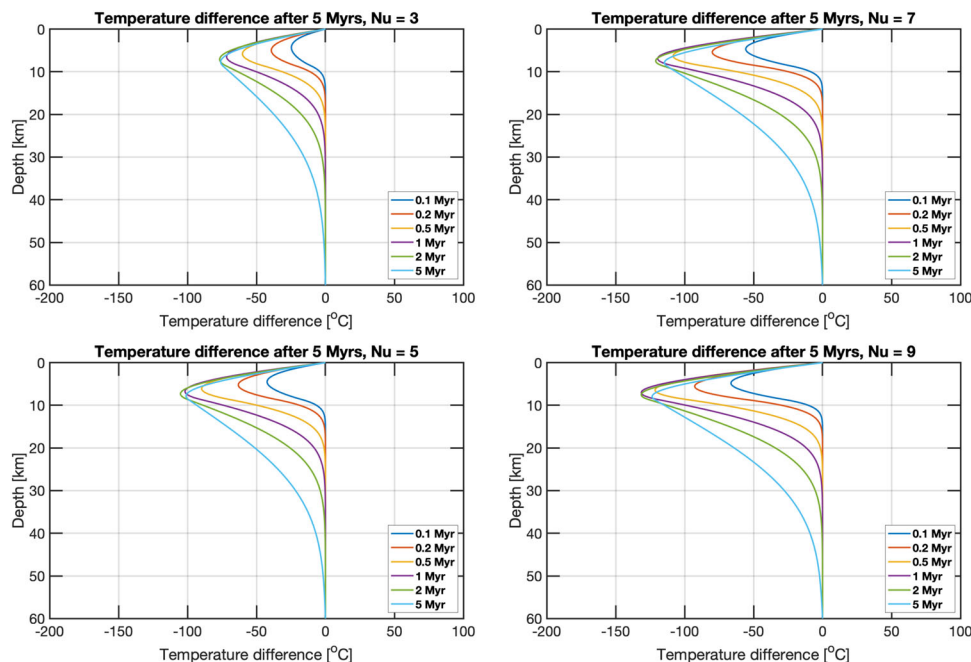 Temperature difference after 5 Myrs, Nu = 3
0
10
20
30
40
50
60
Depth [km]
-200 -150 -100 -50 0 50 100
Temperature difference [°C]
0.1 Myr
0.2 Myr
0.5 Myr
1 Myr
2 Myr
5 Myr
Temperature difference after 5 Myrs, Nu = 7
0
10
20
30
40
50
60
Depth [km]
-200 -150 -100 -50 0 50 100
Temperature difference [°C]
0.1 Myr
0.2 Myr
0.5 Myr
1 Myr
2 Myr
5 Myr
Temperature difference after 5 Myrs, Nu = 5
0
10
20
30
40
50
60
Depth [km]
-200 -150 -100 -50 0 50 100
Temperature difference [°C]
0.1 Myr
0.2 Myr
0.5 Myr
1 Myr
2 Myr
5 Myr
Temperature difference after 5 Myrs, Nu = 9
0
10
20
30
40
50
60
Depth [km]
-200 -150 -100 -50 0 50 100
Temperature difference [°C]
0.1 Myr
0.2 Myr
0.5 Myr
1 Myr
2 Myr
5 Myr